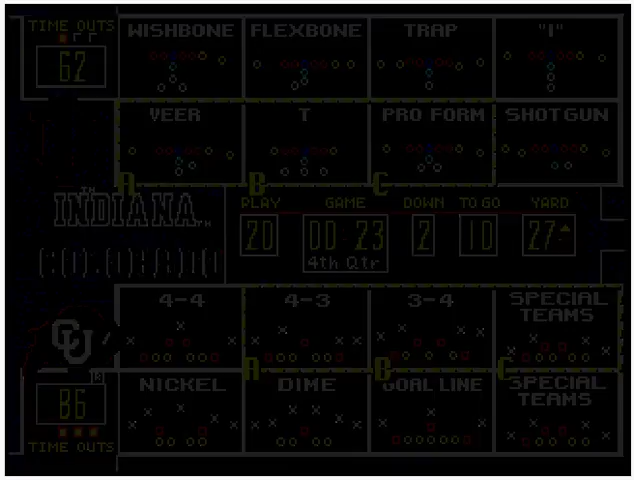 TIME OUTS
62
WISHBONE
FLEXBONE
TRAP
"I"
VEER
T
PRO FORM
SHOTGUN
A
B
C
INDIANA
TM
TM
COLORADO
PLAY
GAME
DOWN
TO GO
YARD
20
00:23
2
10
27
4th Qtr
4-4
4-3
3-4
SPECIAL
TEAMS
A
B
C
CU
®
86
TIME OUTS
NICKEL
DIME
GOAL LINE
SPECIAL
TEAMS